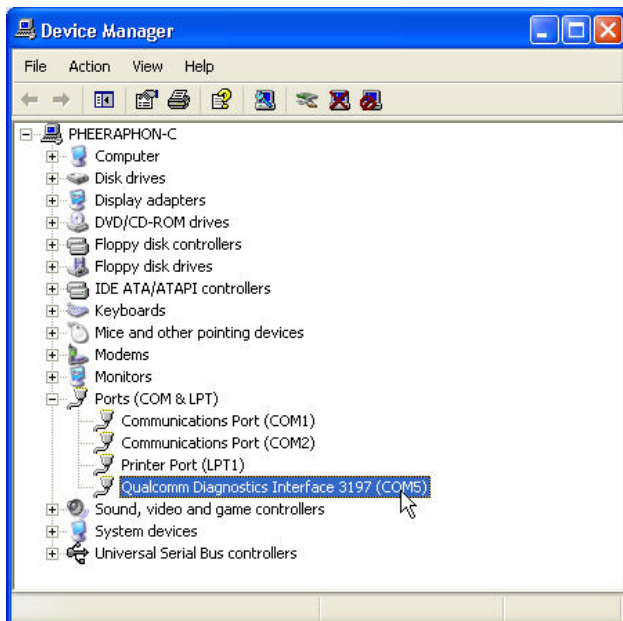 Device Manager
File Action View Help
PHEERAPHON-C
Computer
Disk drives
Display adapters
DVD/CD-ROM drives
Floppy disk controllers
Floppy disk drives
IDE ATA/ATAPI controllers
Keyboards
Mice and other pointing devices
Modems
Monitors
Ports (COM & LPT)
Communications Port (COM1)
Communications Port (COM2)
Printer Port (LPT1)
Qualcomm Diagnostics Interface 3197 (COM5)
Sound, video and game controllers
System devices
Universal Serial Bus controllers